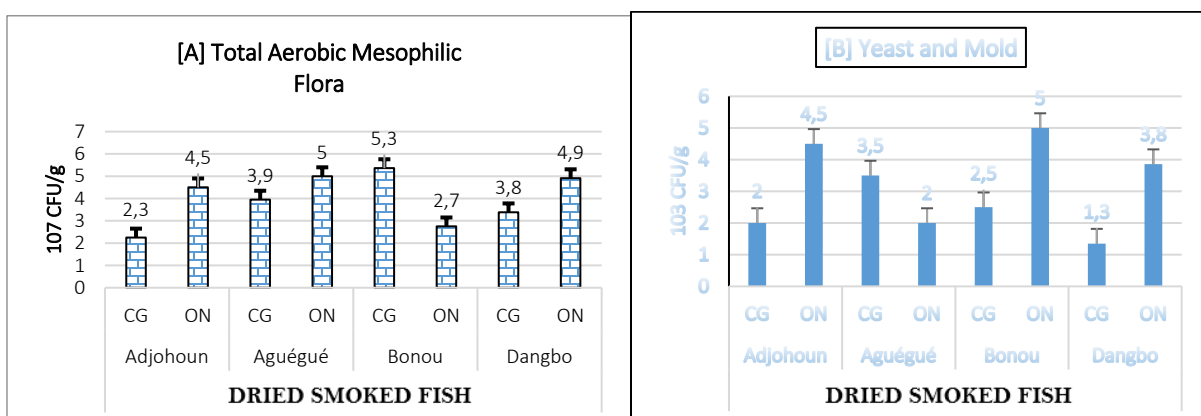 [A] Total Aerobic Mesophilic
Flora
107 CFU/g
7
6
5
4
3
2
1
0
2,3
4,5
3,9
5
5,3
2,7
3,8
4,9
CG ON CG ON CG ON CG ON
Adjohoun Aguégué Bonou Dangbo
DRIED SMOKED FISH
[B] Yeast and Mold
103 CFU/g
6
5
4
3
2
1
0
2
4,5
3,5
2
2,5
5
1,3
3,8
CG ON CG ON CG ON CG ON
Adjohoun Aguégué Bonou Dangbo
DRIED SMOKED FISH